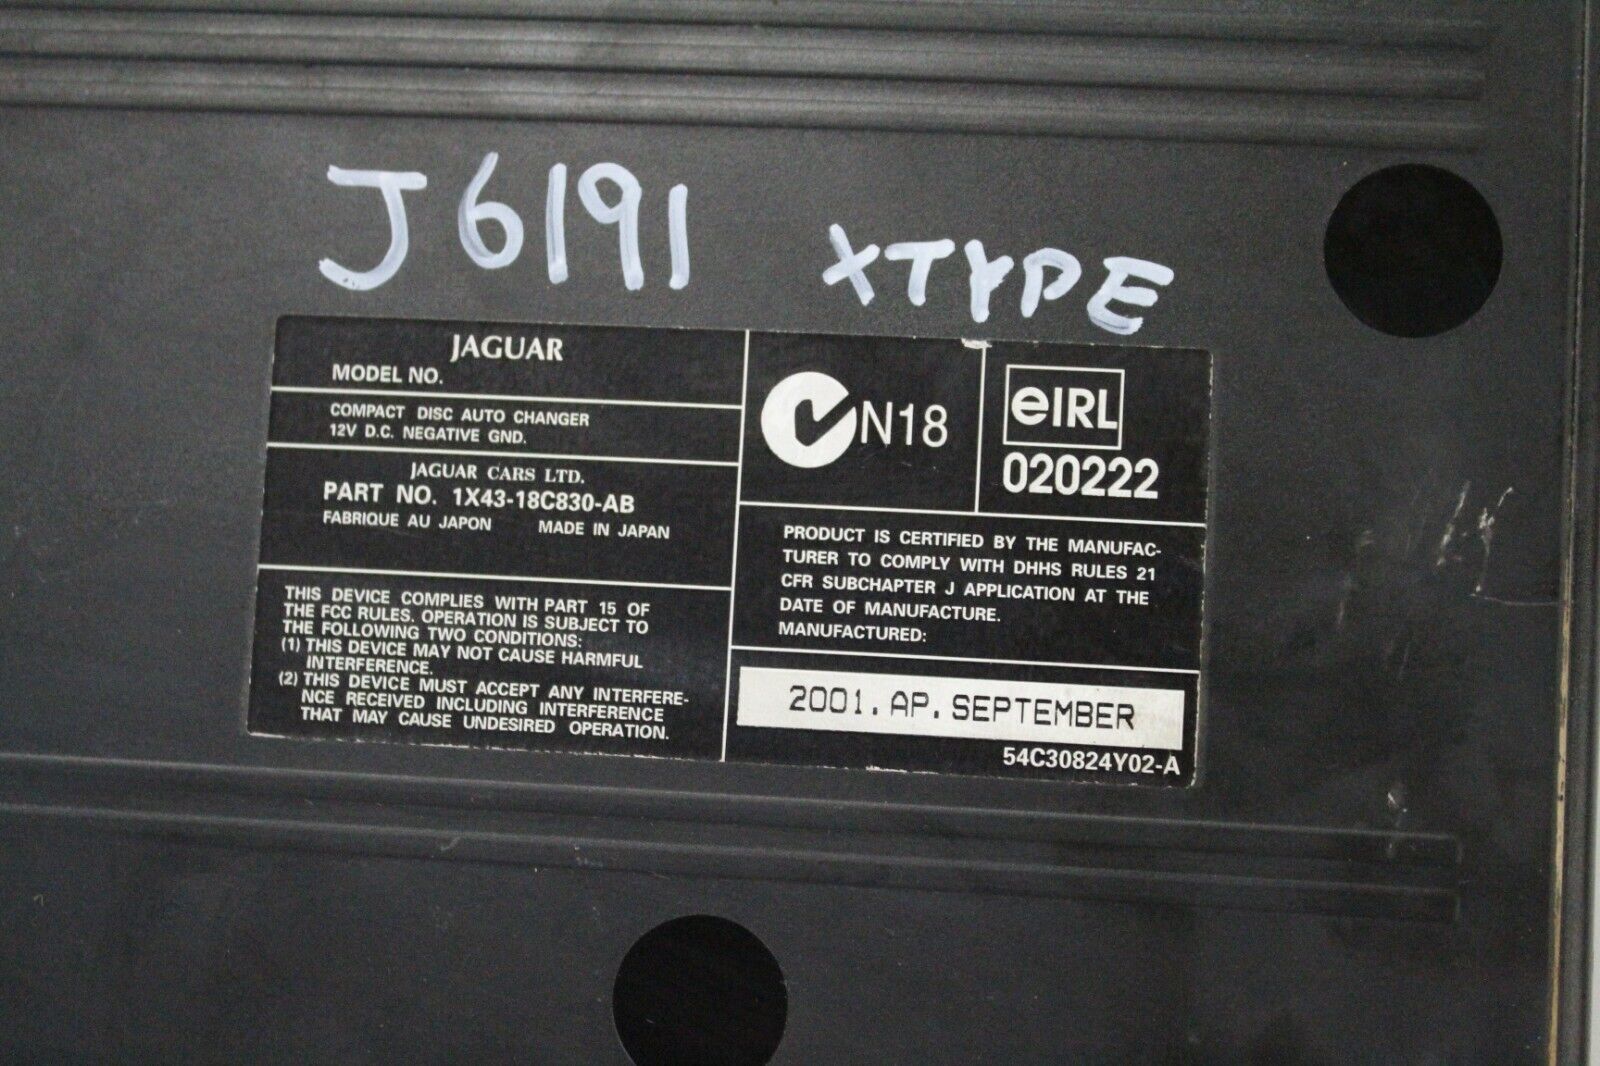 J6191 XTYPE
JAGUAR
MODEL NO.
COMPACT DISC AUTO CHANGER
12V D.C. NEGATIVE GND.
JAGUAR CARS LTD.
PART NO. 1X43-18C830-AB
FABRIQUE AU JAPON MADE IN JAPAN
THIS DEVICE COMPLIES WITH PART 15 OF
THE FCC RULES. OPERATION IS SUBJECT TO
THE FOLLOWING TWO CONDITIONS:
(1) THIS DEVICE MAY NOT CAUSE HARMFUL
INTERFERENCE.
(2) THIS DEVICE MUST ACCEPT ANY INTERFERE-
NCE RECEIVED INCLUDING INTERFERENCE
THAT MAY CAUSE UNDESIRED OPERATION.
N18
eIRL
020222
PRODUCT IS CERTIFIED BY THE MANUFAC-
TURER TO COMPLY WITH DHHS RULES 21
CFR SUBCHAPTER J APPLICATION AT THE
DATE OF MANUFACTURE.
MANUFACTURED:
2001. AP. SEPTEMBER
54C30824Y02-A